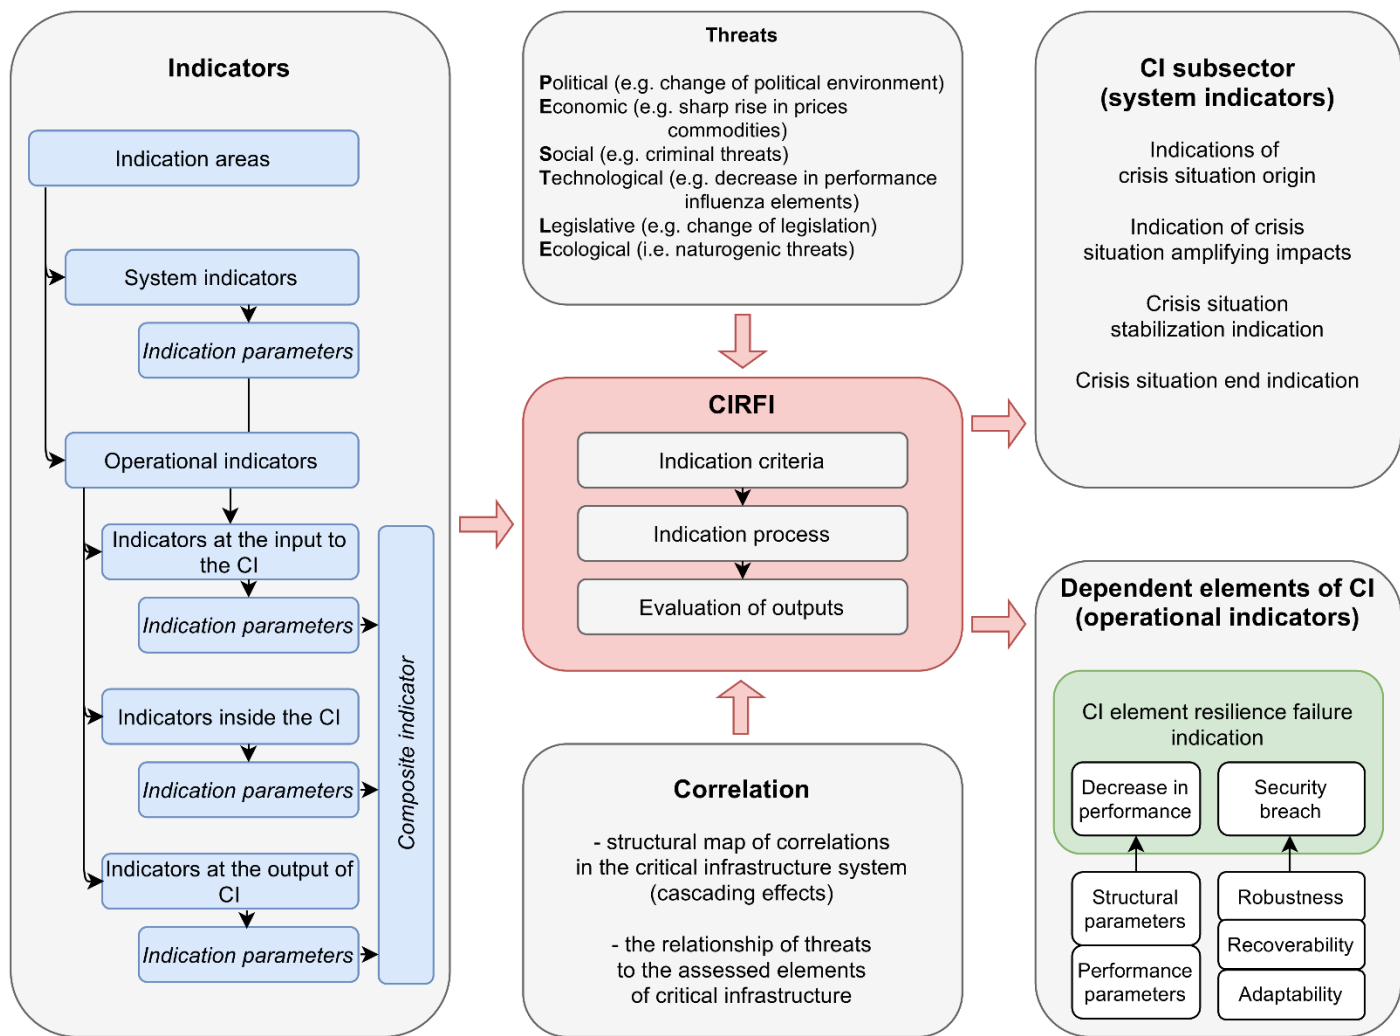 Indicators
Indication areas
System indicators
Indication parameters
Operational indicators
Indicators at the input to
the CI
Indication parameters
Indicators inside the CI
Indication parameters
Indicators at the output of
CI
Indication parameters
Composite indicator
Threats
Political (e.g. change of political environment)
Economic (e.g. sharp rise in prices
commodities)
Social (e.g. criminal threats)
Technological (e.g. decrease in performance
influenza elements)
Legislative (e.g. change of legislation)
Ecological (i.e. naturogenic threats)
CIRFI
Indication criteria
Indication process
Evaluation of outputs
Correlation
- structural map of correlations
in the critical infrastructure system
(cascading effects)
- the relationship of threats
to the assessed elements
of critical infrastructure
CI subsector
(system indicators)
Indications of
crisis situation origin
Indication of crisis
situation amplifying impacts
Crisis situation
stabilization indication
Crisis situation end indication
Dependent elements of CI
(operational indicators)
CI element resilience failure
indication
Decrease in
performance
Security
breach
Structural
parameters
Performance
parameters
Robustness
Recoverability
Adaptability